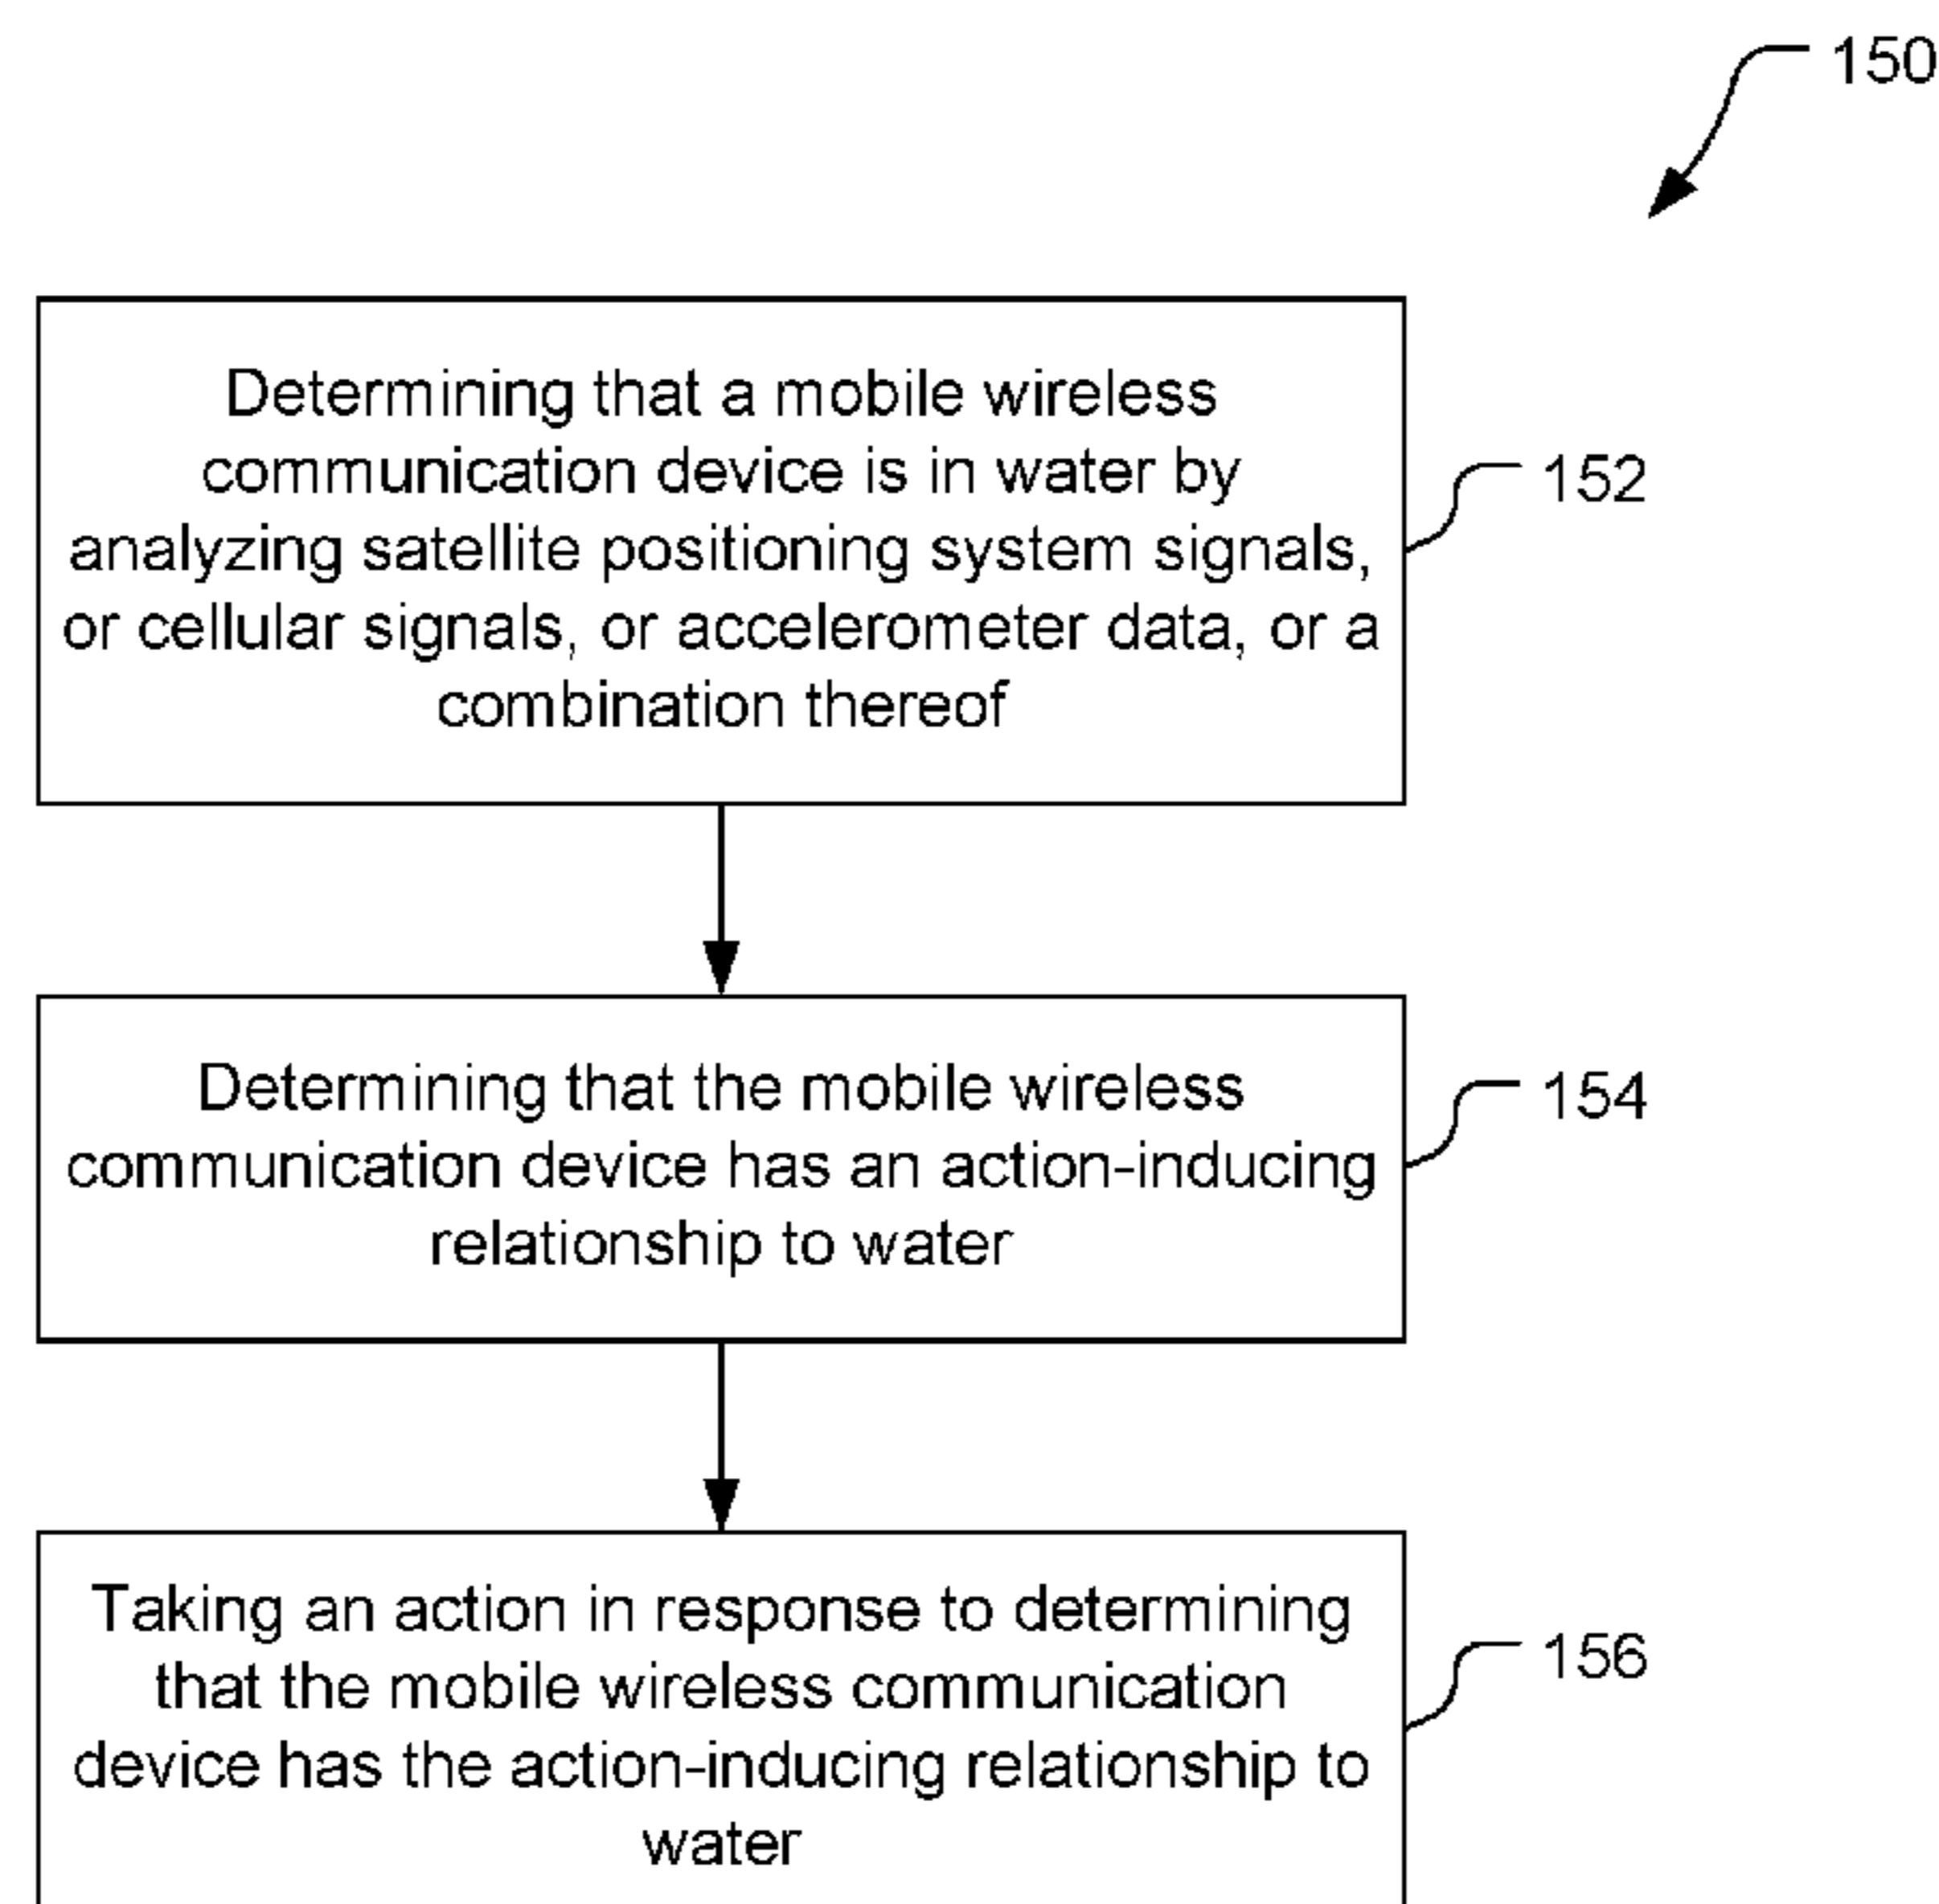 150
Determining that a mobile wireless
communication device is in water by
analyzing satellite positioning system signals,
or cellular signals, or accelerometer data, or a
combination thereof
152
Determining that the mobile wireless
communication device has an action-inducing
relationship to water
154
Taking an action in response to determining
that the mobile wireless communication
device has the action-inducing relationship to
water
156